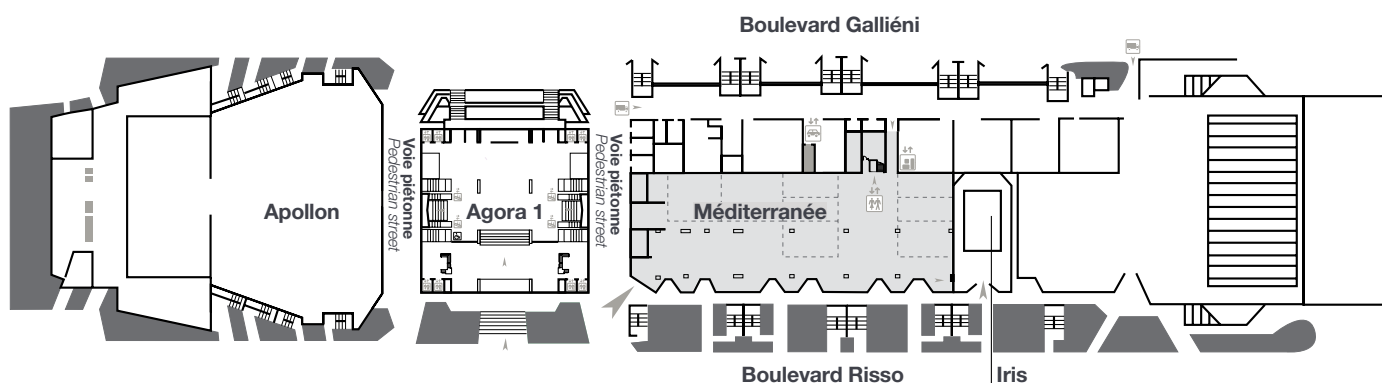 Boulevard Galliéni
Voie piétonne
Pedestrian street
Voie piétonne
Pedestrian street
Apollon
Agora 1
Méditerranée
Boulevard Risso
Iris